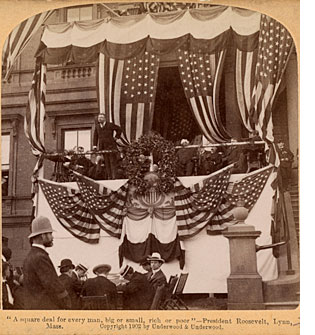 "A square deal for every man, big or small, rich or poor"—President Roosevelt, Lynn,
Mass. Copyright 1902 by Underwood & Underwood.